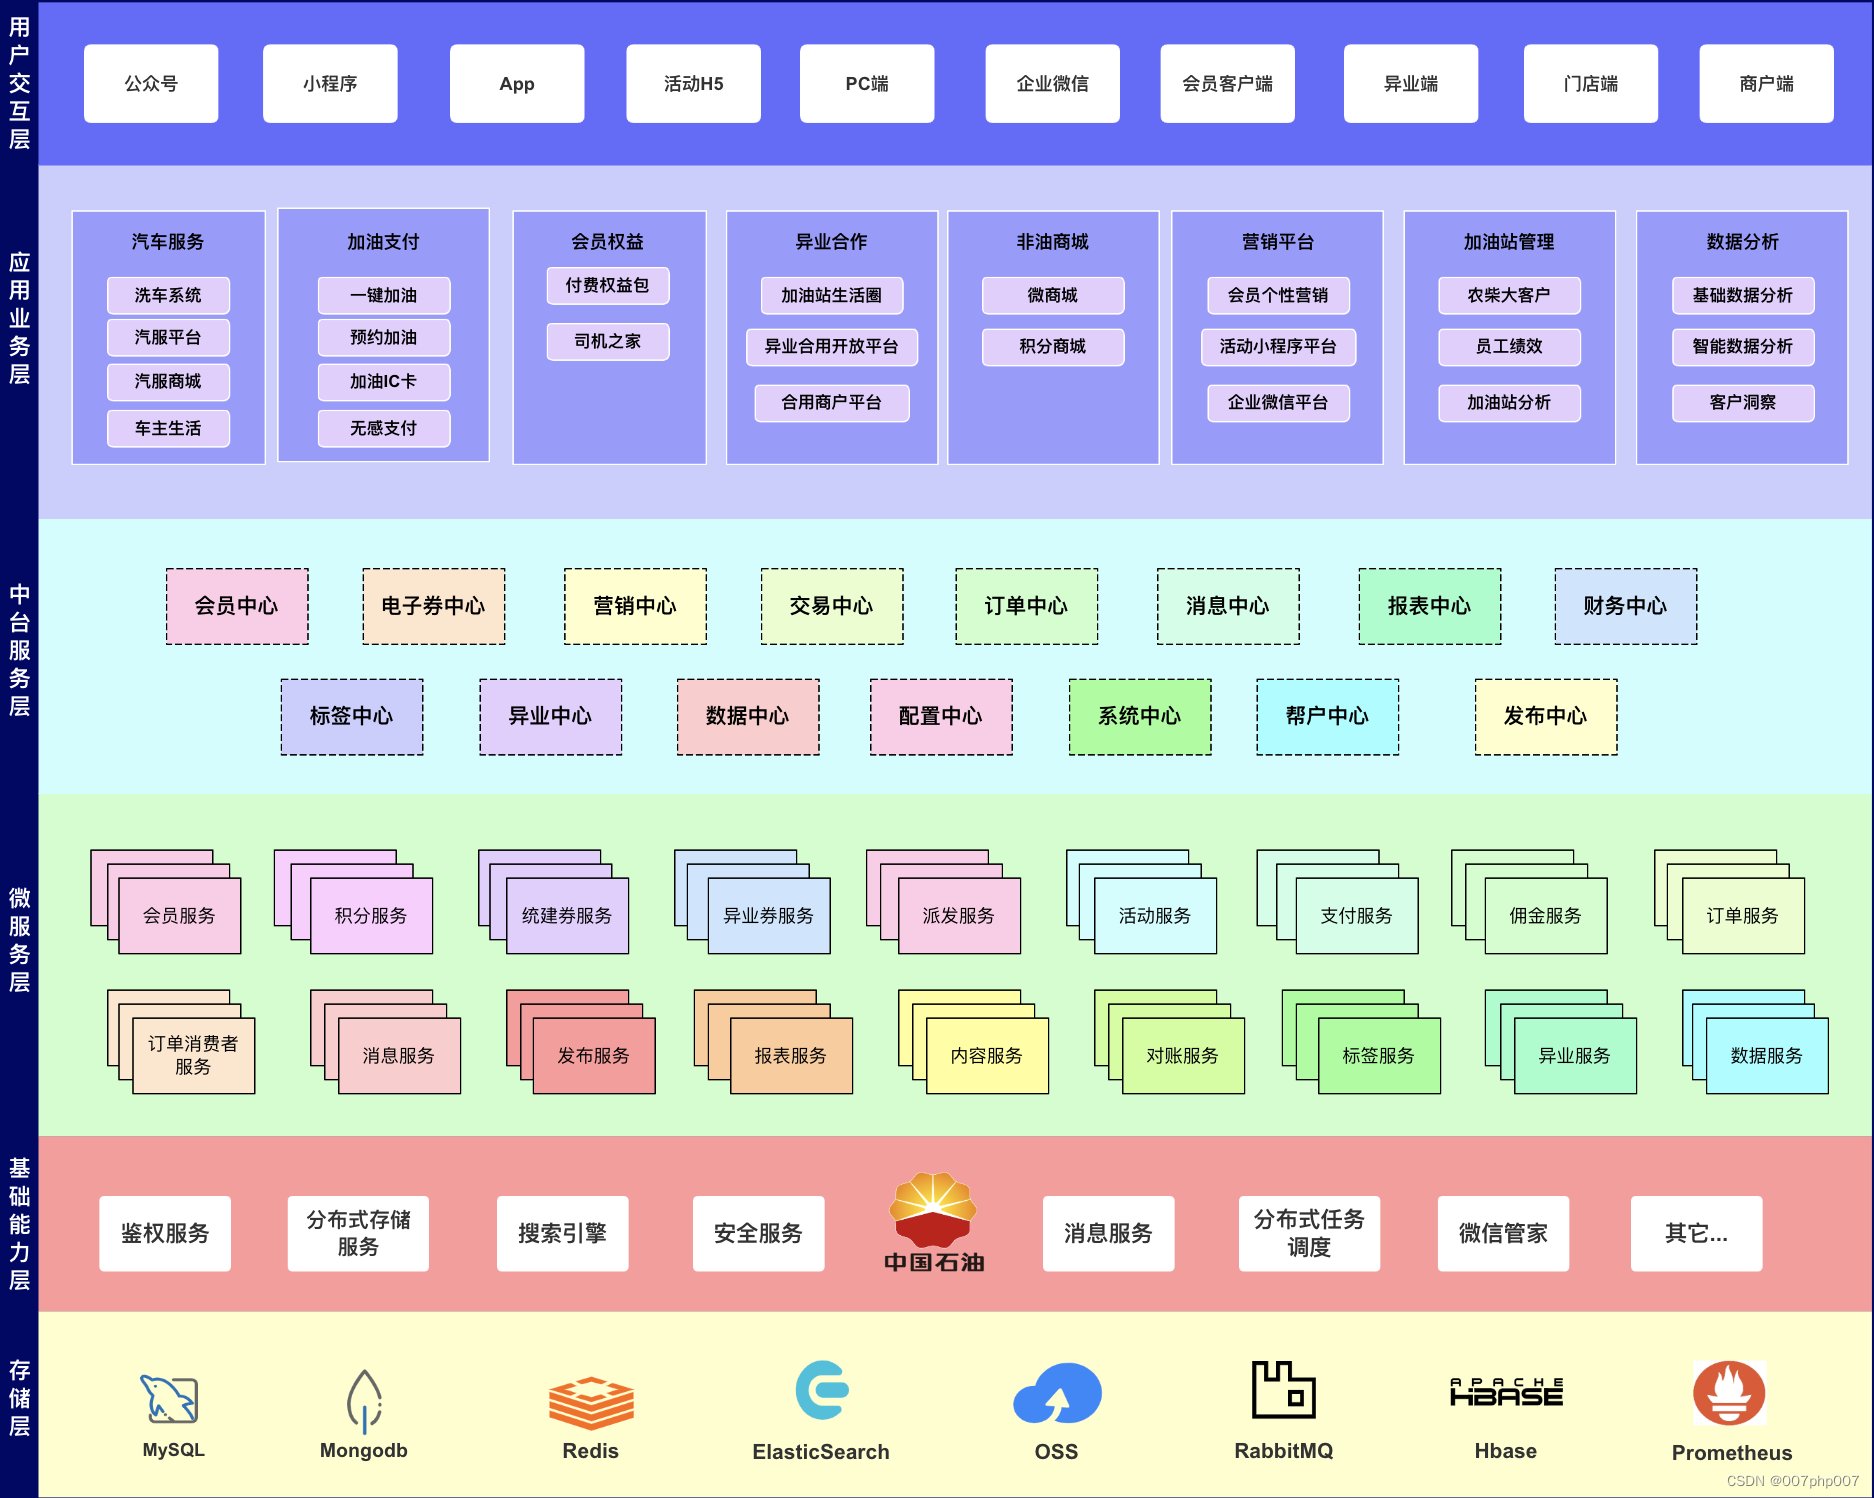 用户交互层
公众号
小程序
App
活动H5
PC端
企业微信
会员客户端
异业端
门店端
商户端
应用业务层
汽车服务
洗车系统
汽服平台
汽服商城
车主生活
加油支付
一键加油
预约加油
加油IC卡
无感支付
会员权益
付费权益包
司机之家
异业合作
加油站生活圈
异业合用开放平台
合用商户平台
非油商城
微商城
积分商城
营销平台
会员个性营销
活动小程序平台
企业微信平台
加油站管理
农柴大客户
员工绩效
加油站分析
数据分析
基础数据分析
智能数据分析
客户洞察
中台服务层
会员中心
电子券中心
营销中心
交易中心
订单中心
消息中心
报表中心
财务中心
标签中心
异业中心
数据中心
配置中心
系统中心
帮户中心
发布中心
微服务层
会员服务
积分服务
统建券服务
异业券服务
派发服务
活动服务
支付服务
佣金服务
订单服务
订单消费者
服务
消息服务
发布服务
报表服务
内容服务
对账服务
标签服务
异业服务
数据服务
基础能力层
鉴权服务
分布式存储
服务
搜索引擎
安全服务
中国石油
消息服务
分布式任务
调度
微信管家
其它...
存储层
MySQL
Mongodb
Redis
ElasticSearch
OSS
RabbitMQ
APACHE
HBASE
Hbase
Prometheus
CSDN @007php007